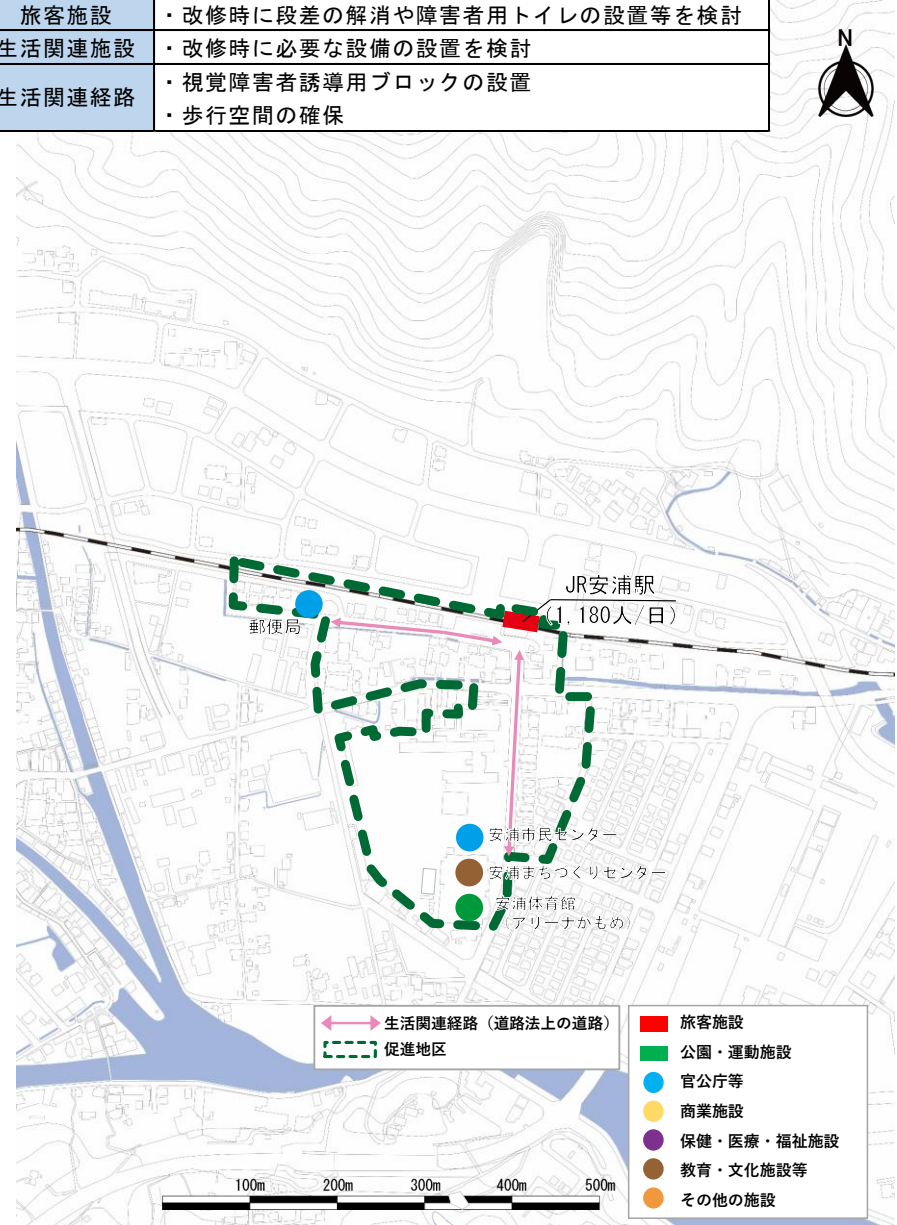 旅客施設
・改修時に段差の解消や障害者用トイレの設置等を検討
生活関連施設
・改修時に必要な設備の設置を検討
生活関連経路
・視覚障害者誘導用ブロックの設置
・歩行空間の確保
N
JR安浦駅
(1,180人/日)
郵便局
安浦市民センター
安浦まちづくりセンター
安浦体育館
(アリーナかもめ)
生活関連経路（道路法上の道路）
促進地区
旅客施設
公園・運動施設
官公庁等
商業施設
保健・医療・福祉施設
教育・文化施設等
その他の施設
100m 200m 300m 400m 500m